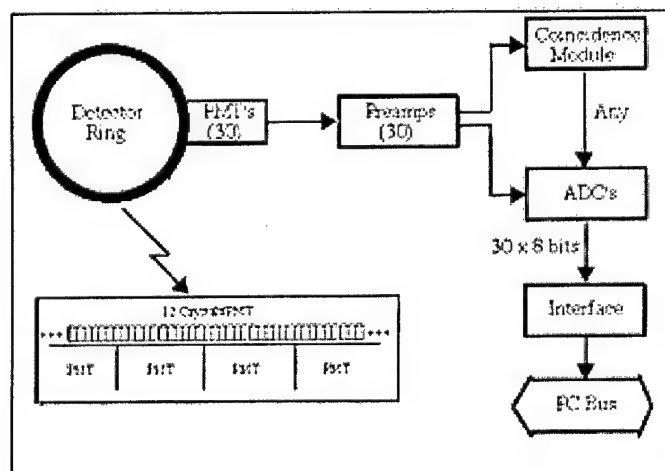 Detector
Ring
PMT's
(30)
Preamps
(30)
Coincidence
Module
Any
ADC's
30 x 8 bits
Interface
PC Bus
PMT
PMT
PMT
PMT